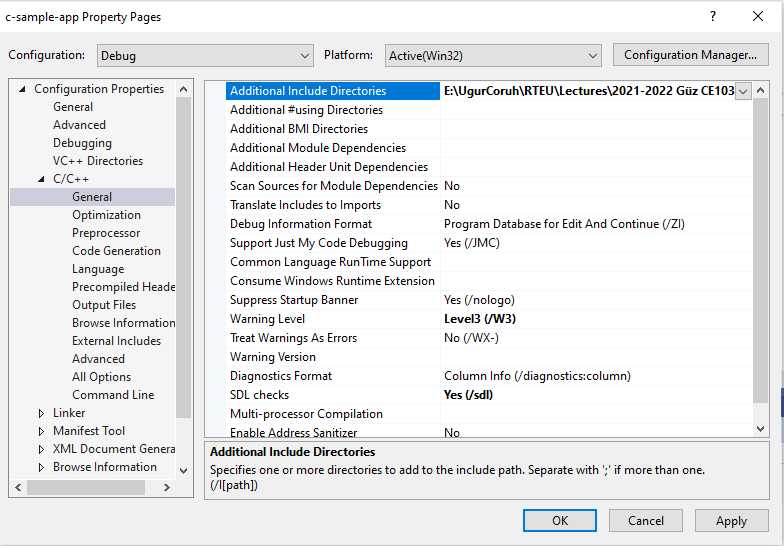 c-sample-app Property Pages
? ×
Configuration: Debug Platform: Active(Win32) Configuration Manager...
Configuration Properties
General
Advanced
Debugging
VC++ Directories
C/C++
General
Optimization
Preprocessor
Code Generation
Language
Precompiled Heade
Output Files
Browse Information
External Includes
Advanced
All Options
Command Line
Linker
Manifest Tool
XML Document Genera
Browse Information
Additional Include Directories E:\UgurCoruh\RTEU\Lectures\2021-2022 Güz CE103
Additional #using Directories
Additional BMI Directories
Additional Module Dependencies
Additional Header Unit Dependencies
Scan Sources for Module Dependencies No
Translate Includes to Imports No
Debug Information Format Program Database for Edit And Continue (/ZI)
Support Just My Code Debugging Yes (/JMC)
Common Language RunTime Support
Consume Windows Runtime Extension
Suppress Startup Banner Yes (/nologo)
Warning Level Level3 (/W3)
Treat Warnings As Errors No (/WX-)
Warning Version
Diagnostics Format Column Info (/diagnostics:column)
SDL checks Yes (/sdl)
Multi-processor Compilation
Enable Address Sanitizer No
Additional Include Directories
Specifies one or more directories to add to the include path. Separate with ';' if more than one.
(/I[path])
OK Cancel Apply